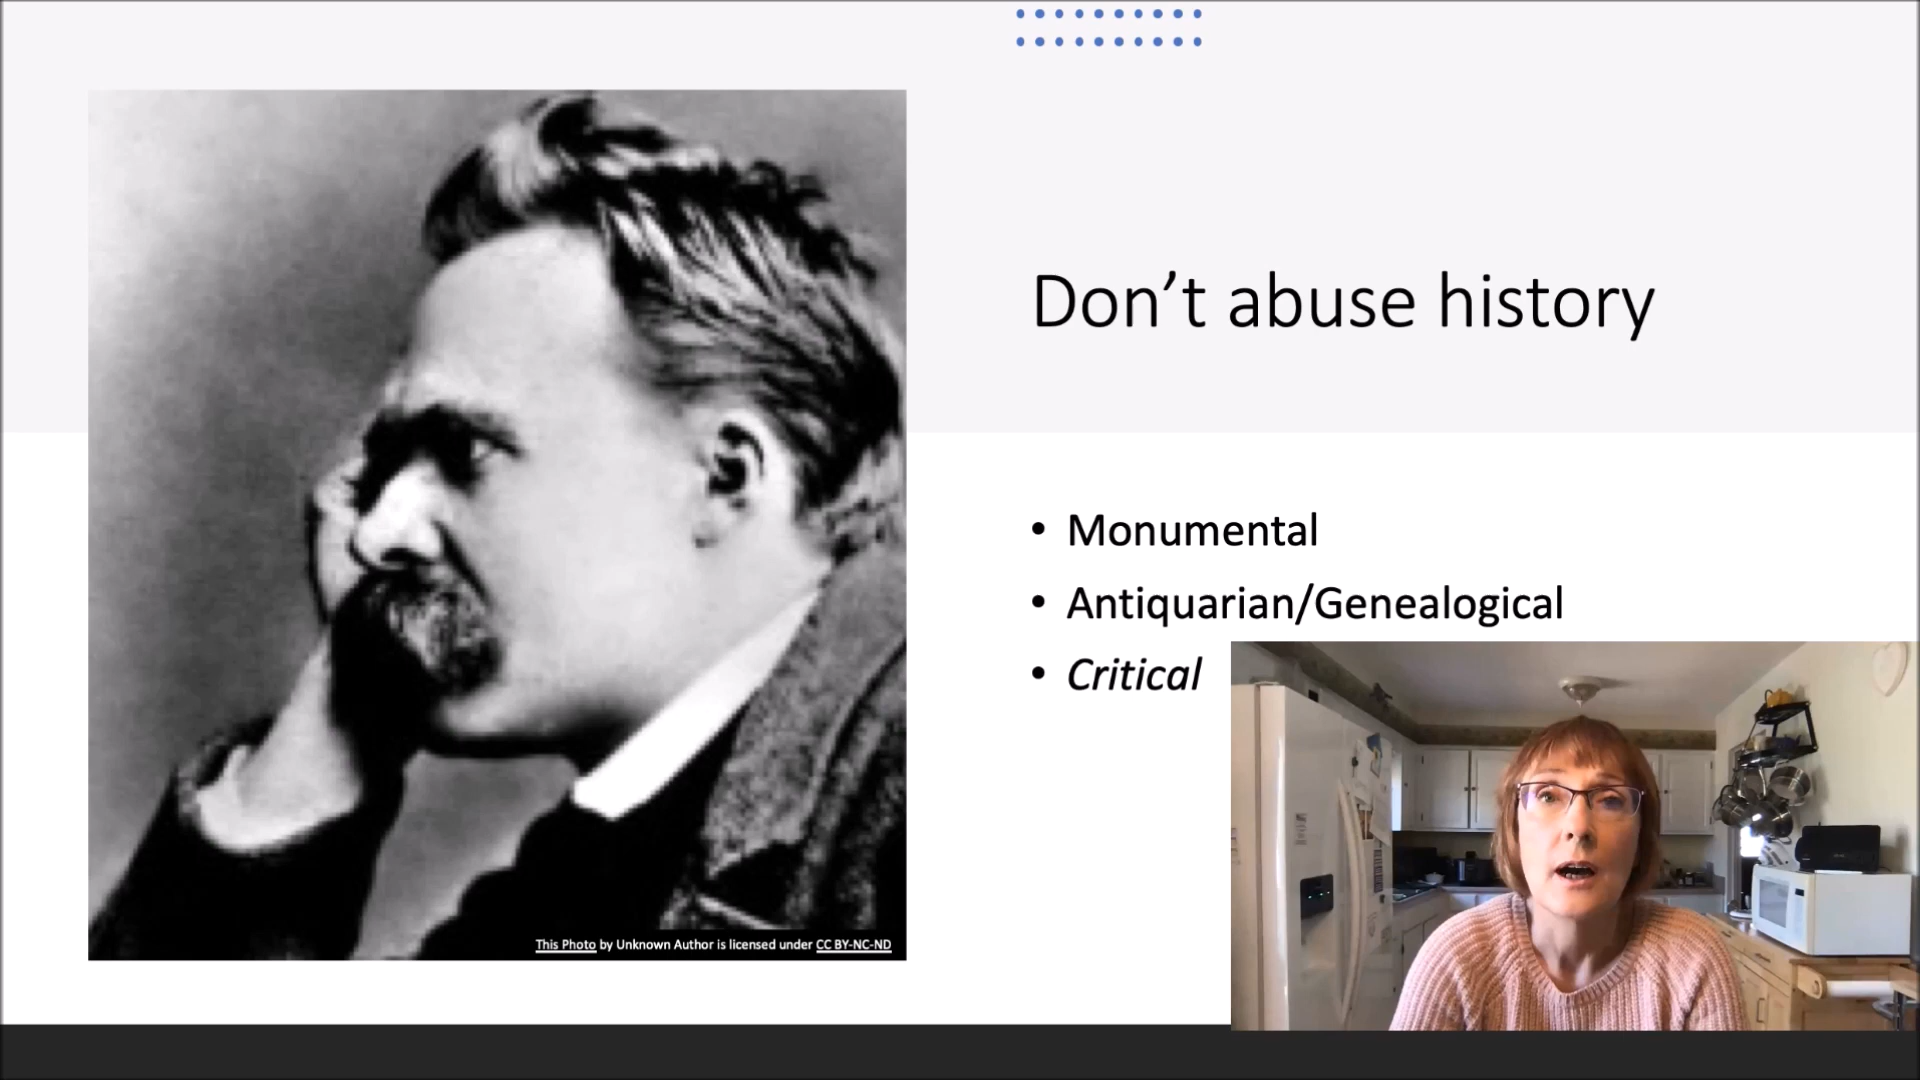 Don’t abuse history
• Monumental
• Antiquarian/Genealogical
• Critical
This Photo by Unknown Author is licensed under CC BY-NC-ND